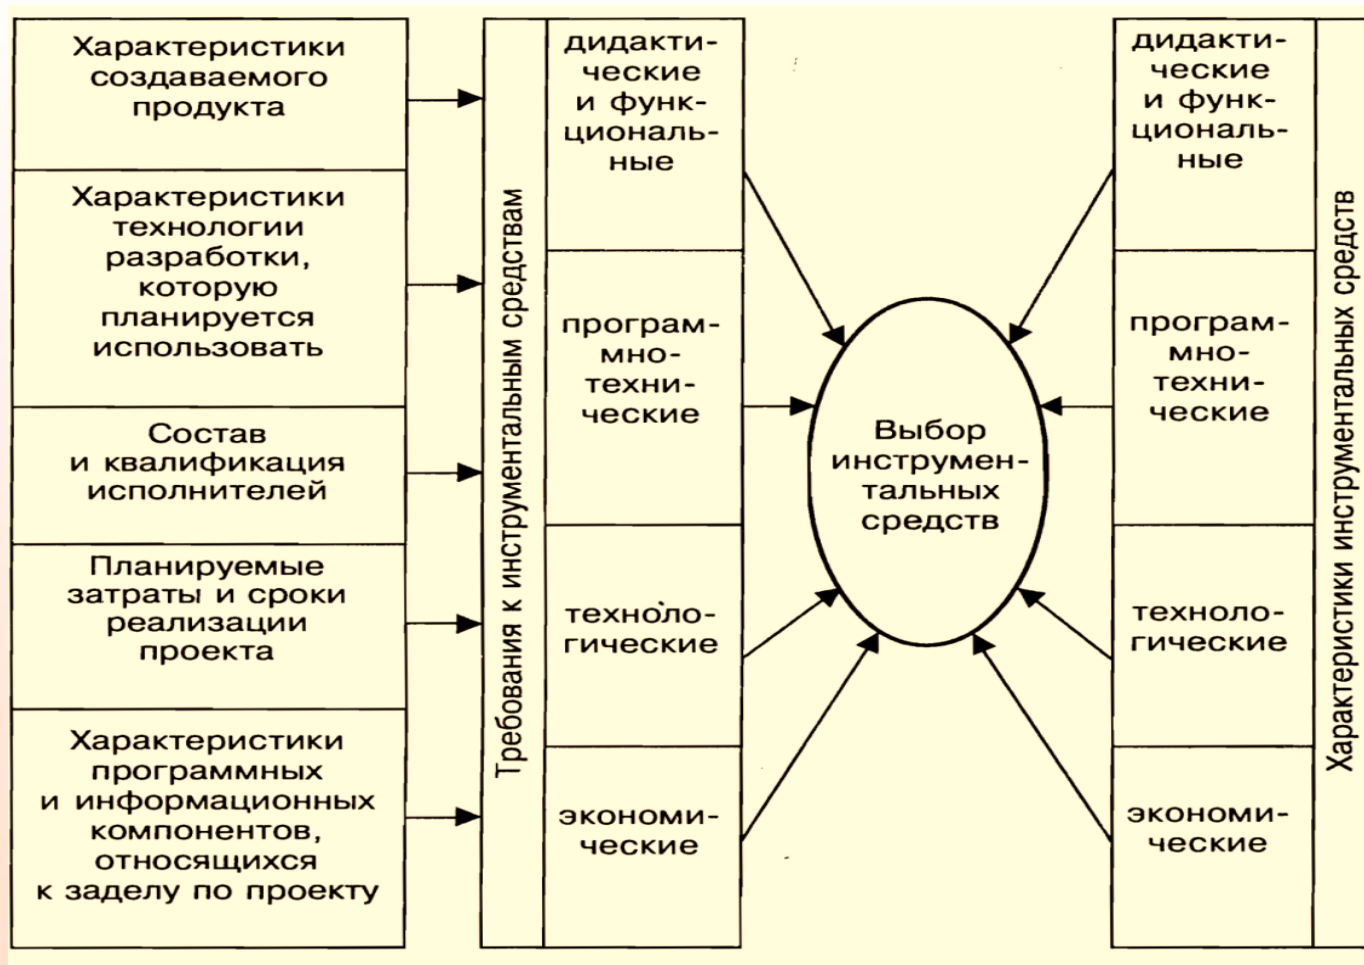 Характеристики
создаваемого
продукта
Характеристики
технологии
разработки,
которую
планируется
использовать
Состав
и квалификация
исполнителей
Планируемые
затраты и сроки
реализации
проекта
Характеристики
программных
и информационных
компонентов,
относящихся
к заделу по проекту
Требования к инструментальным средствам
дидакти-
ческие
и функ-
циональ-
ные
програм-
мно-
техни-
ческие
техноло-
гические
экономи-
ческие
Выбор
инструмен-
тальных
средств
дидакти-
ческие
и функ-
циональ-
ные
програм-
мно-
техни-
ческие
техноло-
гические
экономи-
ческие
Характеристики инструментальных средств